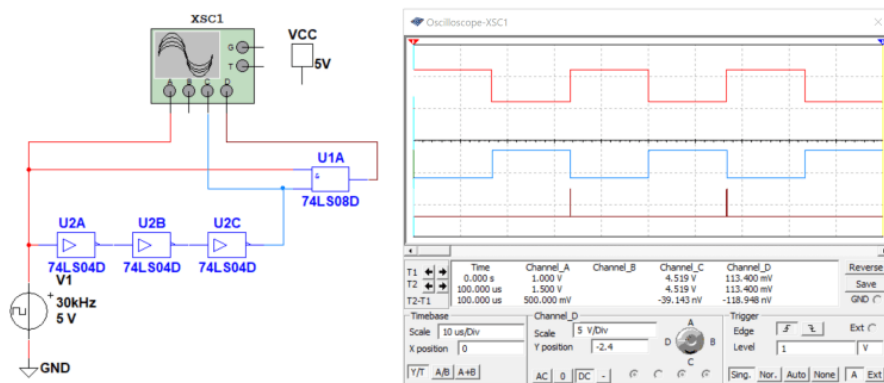 XSC1
VCC
5V
G
T
A B C D
U1A
&
74LS08D
U2A U2B U2C
74LS04D 74LS04D 74LS04D
V1
+ 30kHz
5 V
GND
Oscilloscope-XSC1
Time Channel_A Channel_B Channel_C Channel_D
T1 0.000 s 1.000 V 4.519 V 113.400 mV
T2 100.000 us 1.500 V 4.519 V 113.400 mV
T2-T1 100.000 us 500.000 mV -39.143 nV -118.948 nV
Reverse
Save
GND
Timebase
Scale 10 us/Div
X position 0
Y/T A/B A+B
Channel_D
Scale 5 V/Div
Y position -2.4
AC 0 DC -
A
D B
C
Trigger
Edge Ext
Level 1 V
Sing. Nor. Auto None A Ext